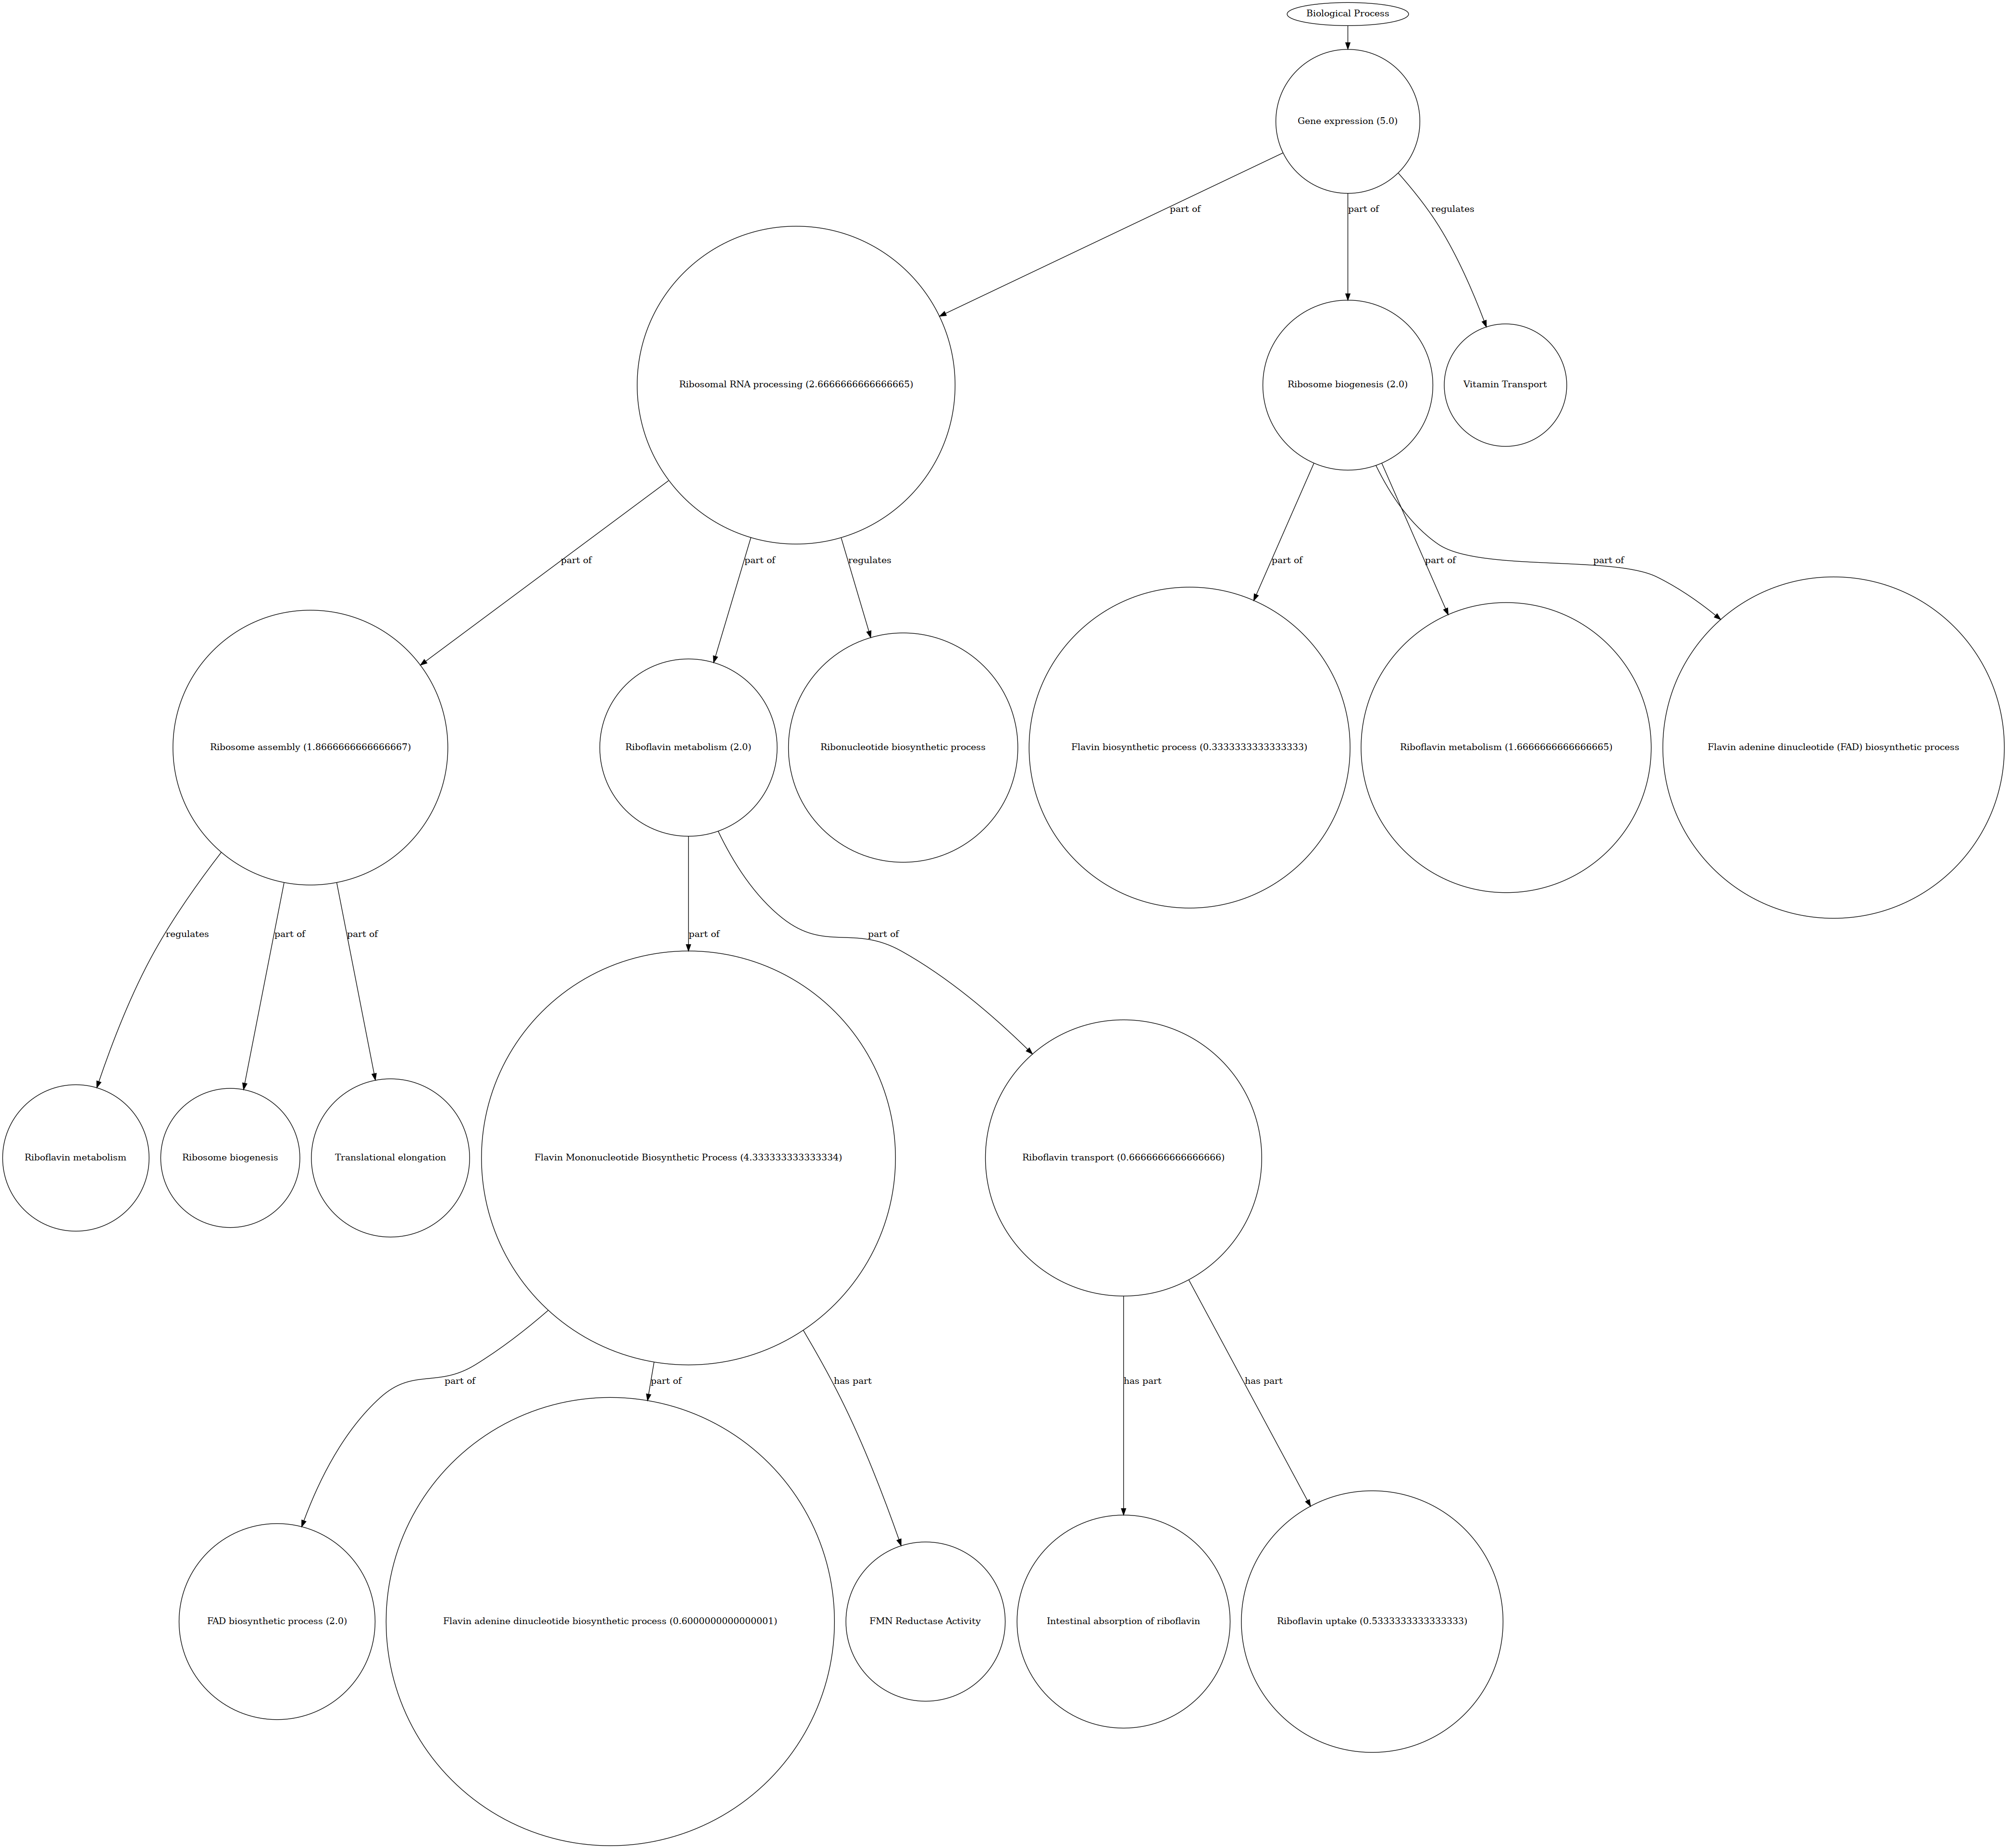 Biological Process
Gene expression (5.0)
part of
part of
regulates
Ribosomal RNA processing (2.6666666666666665)
Ribosome biogenesis (2.0)
Vitamin Transport
part of
part of
regulates
part of
part of
part of
Ribosome assembly (1.8666666666666667)
Riboflavin metabolism (2.0)
Ribonucleotide biosynthetic process
Flavin biosynthetic process (0.3333333333333333)
Riboflavin metabolism (1.6666666666666665)
Flavin adenine dinucleotide (FAD) biosynthetic process
regulates
part of
part of
part of
part of
Riboflavin metabolism
Ribosome biogenesis
Translational elongation
Flavin Mononucleotide Biosynthetic Process (4.333333333333334)
Riboflavin transport (0.6666666666666666)
part of
part of
has part
has part
has part
FAD biosynthetic process (2.0)
Flavin adenine dinucleotide biosynthetic process (0.6000000000000001)
FMN Reductase Activity
Intestinal absorption of riboflavin
Riboflavin uptake (0.5333333333333333)